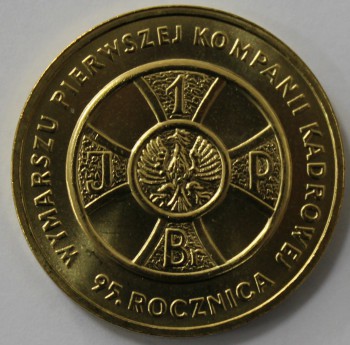 95. ROCZNICA WYMARSZU PIERWSZEJ KOMPANII KADROWEJ
1
J P
B